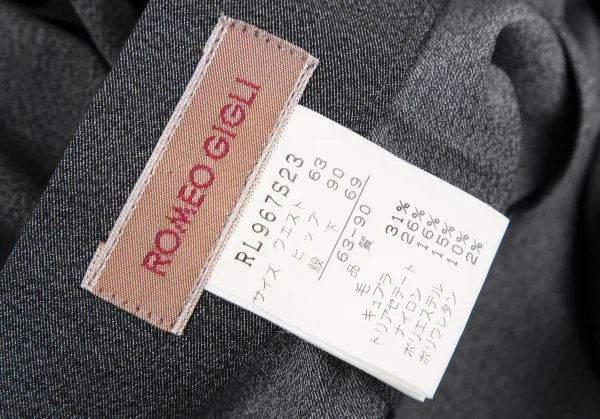 ROMEO GIGLI
RL967S23
サイズ ウエスト 63
ヒップ 90
股下 69
63-90
品質
毛 31%
キュプラ 26%
トリアセテート 16%
ナイロン 15%
ポリエステル 10%
ポリウレタン 2%